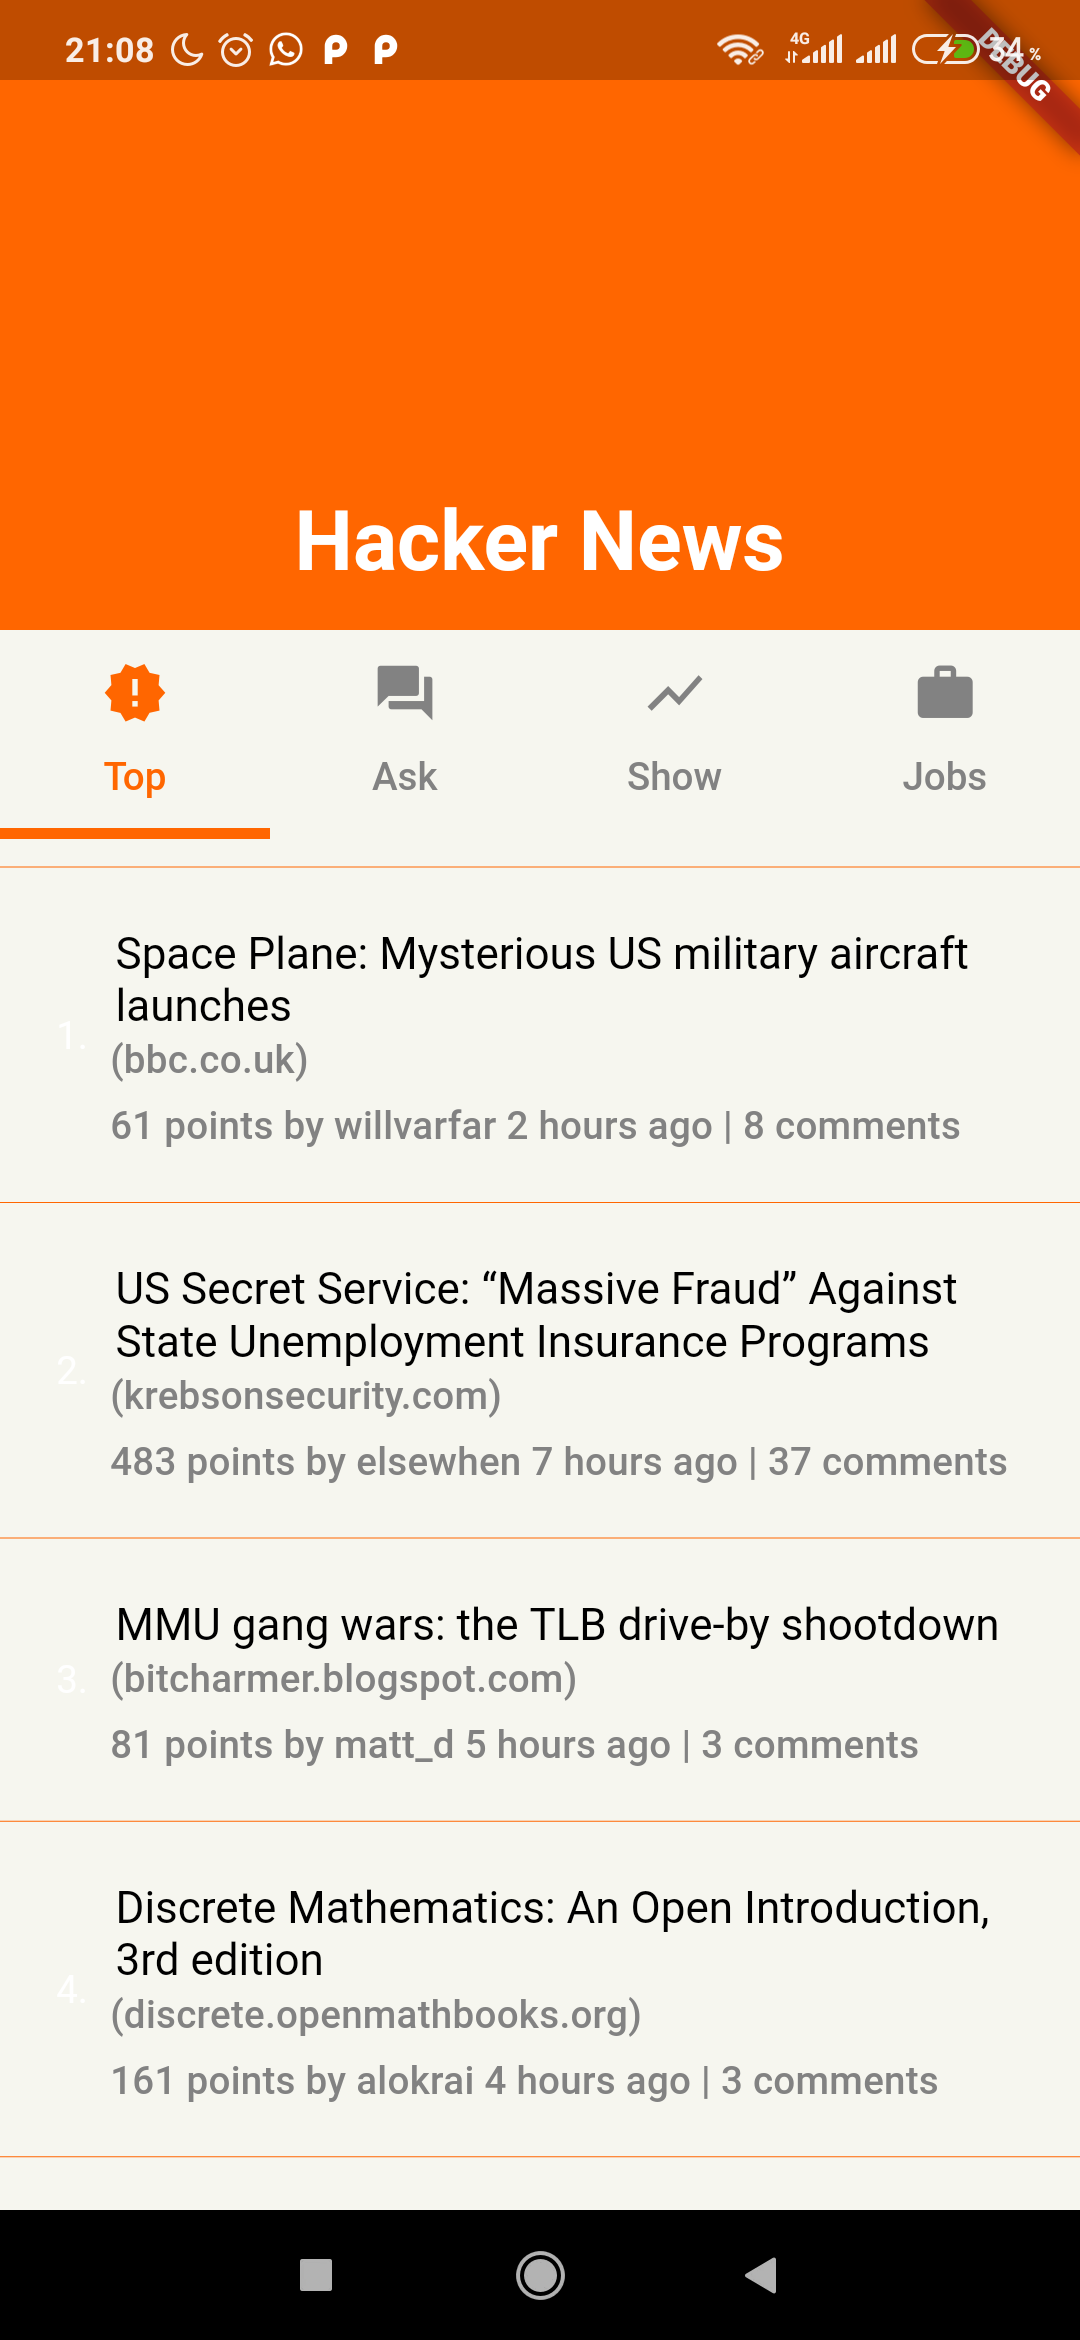 21:08
4G
34 %
DEBUG
Hacker News
Top
Ask
Show
Jobs
Space Plane: Mysterious US military aircraft
launches
1.
(bbc.co.uk)
61 points by willvarfar 2 hours ago | 8 comments
US Secret Service: “Massive Fraud” Against
State Unemployment Insurance Programs
2.
(krebsonsecurity.com)
483 points by elsewhen 7 hours ago | 37 comments
MMU gang wars: the TLB drive-by shootdown
3.
(bitcharmer.blogspot.com)
81 points by matt_d 5 hours ago | 3 comments
Discrete Mathematics: An Open Introduction,
3rd edition
4.
(discrete.openmathbooks.org)
161 points by alokrai 4 hours ago | 3 comments